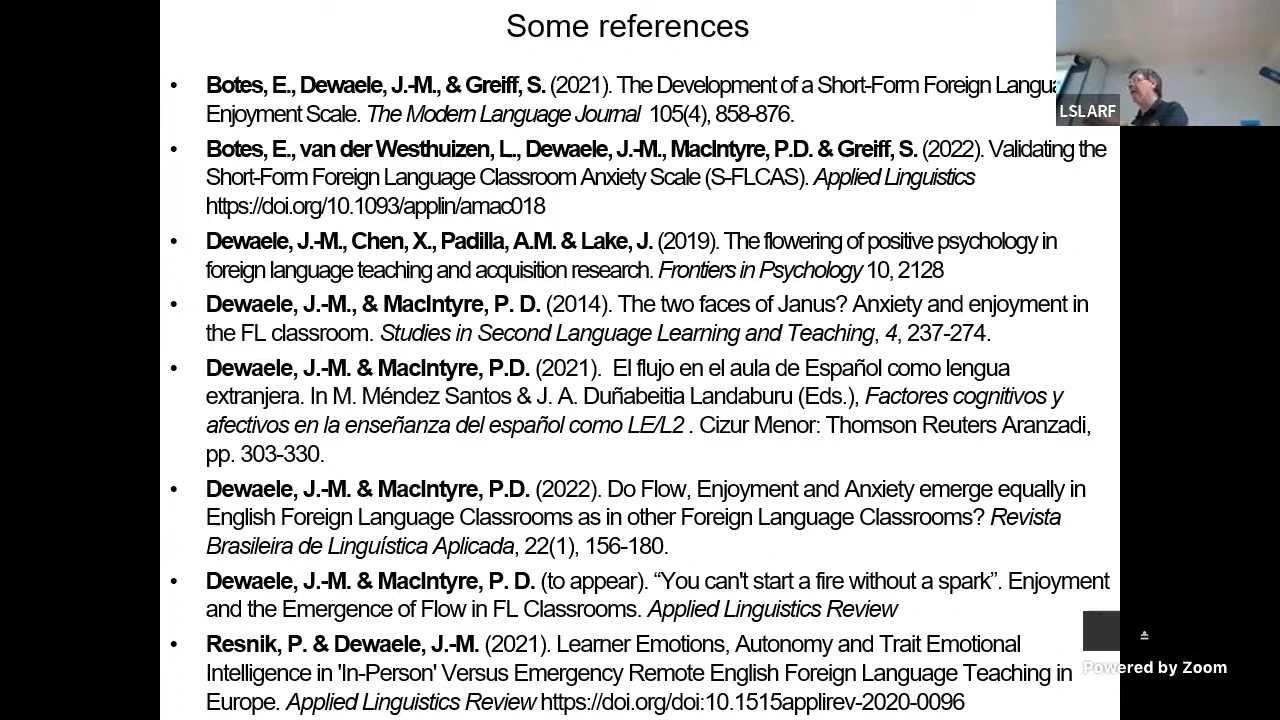 Some references
• Botes, E., Dewaele, J.-M., & Greiff, S. (2021). The Development of a Short-Form Foreign
Enjoyment Scale. The Modern Language Journal 105(4), 858-876.
• Botes, E., van der Westhuizen, L., Dewaele, J.-M., MacIntyre, P.D. & Greiff, S. (2022). Validating the
Short-Form Foreign Language Classroom Anxiety Scale (S-FLCAS). Applied Linguistics
https://doi.org/10.1093/applin/amac018
• Dewaele, J.-M., Chen, X., Padilla, A.M. & Lake, J. (2019). The flowering of positive psychology in
foreign language teaching and acquisition research. Frontiers in Psychology 10, 2128
• Dewaele, J.-M., & MacIntyre, P. D. (2014). The two faces of Janus? Anxiety and enjoyment in
the FL classroom. Studies in Second Language Learning and Teaching, 4, 237-274.
• Dewaele, J.-M. & MacIntyre, P.D. (2021). El flujo en el aula de Español como lengua
extranjera. In M. Méndez Santos & J. A. Duñabeitia Landaburu (Eds.), Factores cognitivos y
afectivos en la enseñanza del español como LE/L2 . Cizur Menor: Thomson Reuters Aranzadi,
pp. 303-330.
• Dewaele, J.-M. & MacIntyre, P.D. (2022). Do Flow, Enjoyment and Anxiety emerge equally in
English Foreign Language Classrooms as in other Foreign Language Classrooms? Revista
Brasileira de Linguística Aplicada, 22(1), 156-180.
• Dewaele, J.-M. & MacIntyre, P. D. (to appear). “You can't start a fire without a spark”. Enjoyment
and the Emergence of Flow in FL Classrooms. Applied Linguistics Review
• Resnik, P. & Dewaele, J.-M. (2021). Learner Emotions, Autonomy and Trait Emotional
Intelligence in 'In-Person' Versus Emergency Remote English Foreign Language Teaching in
Europe. Applied Linguistics Review https://doi.org/doi:10.1515applirev-2020-0096
LSLARF
Powered by Zoom